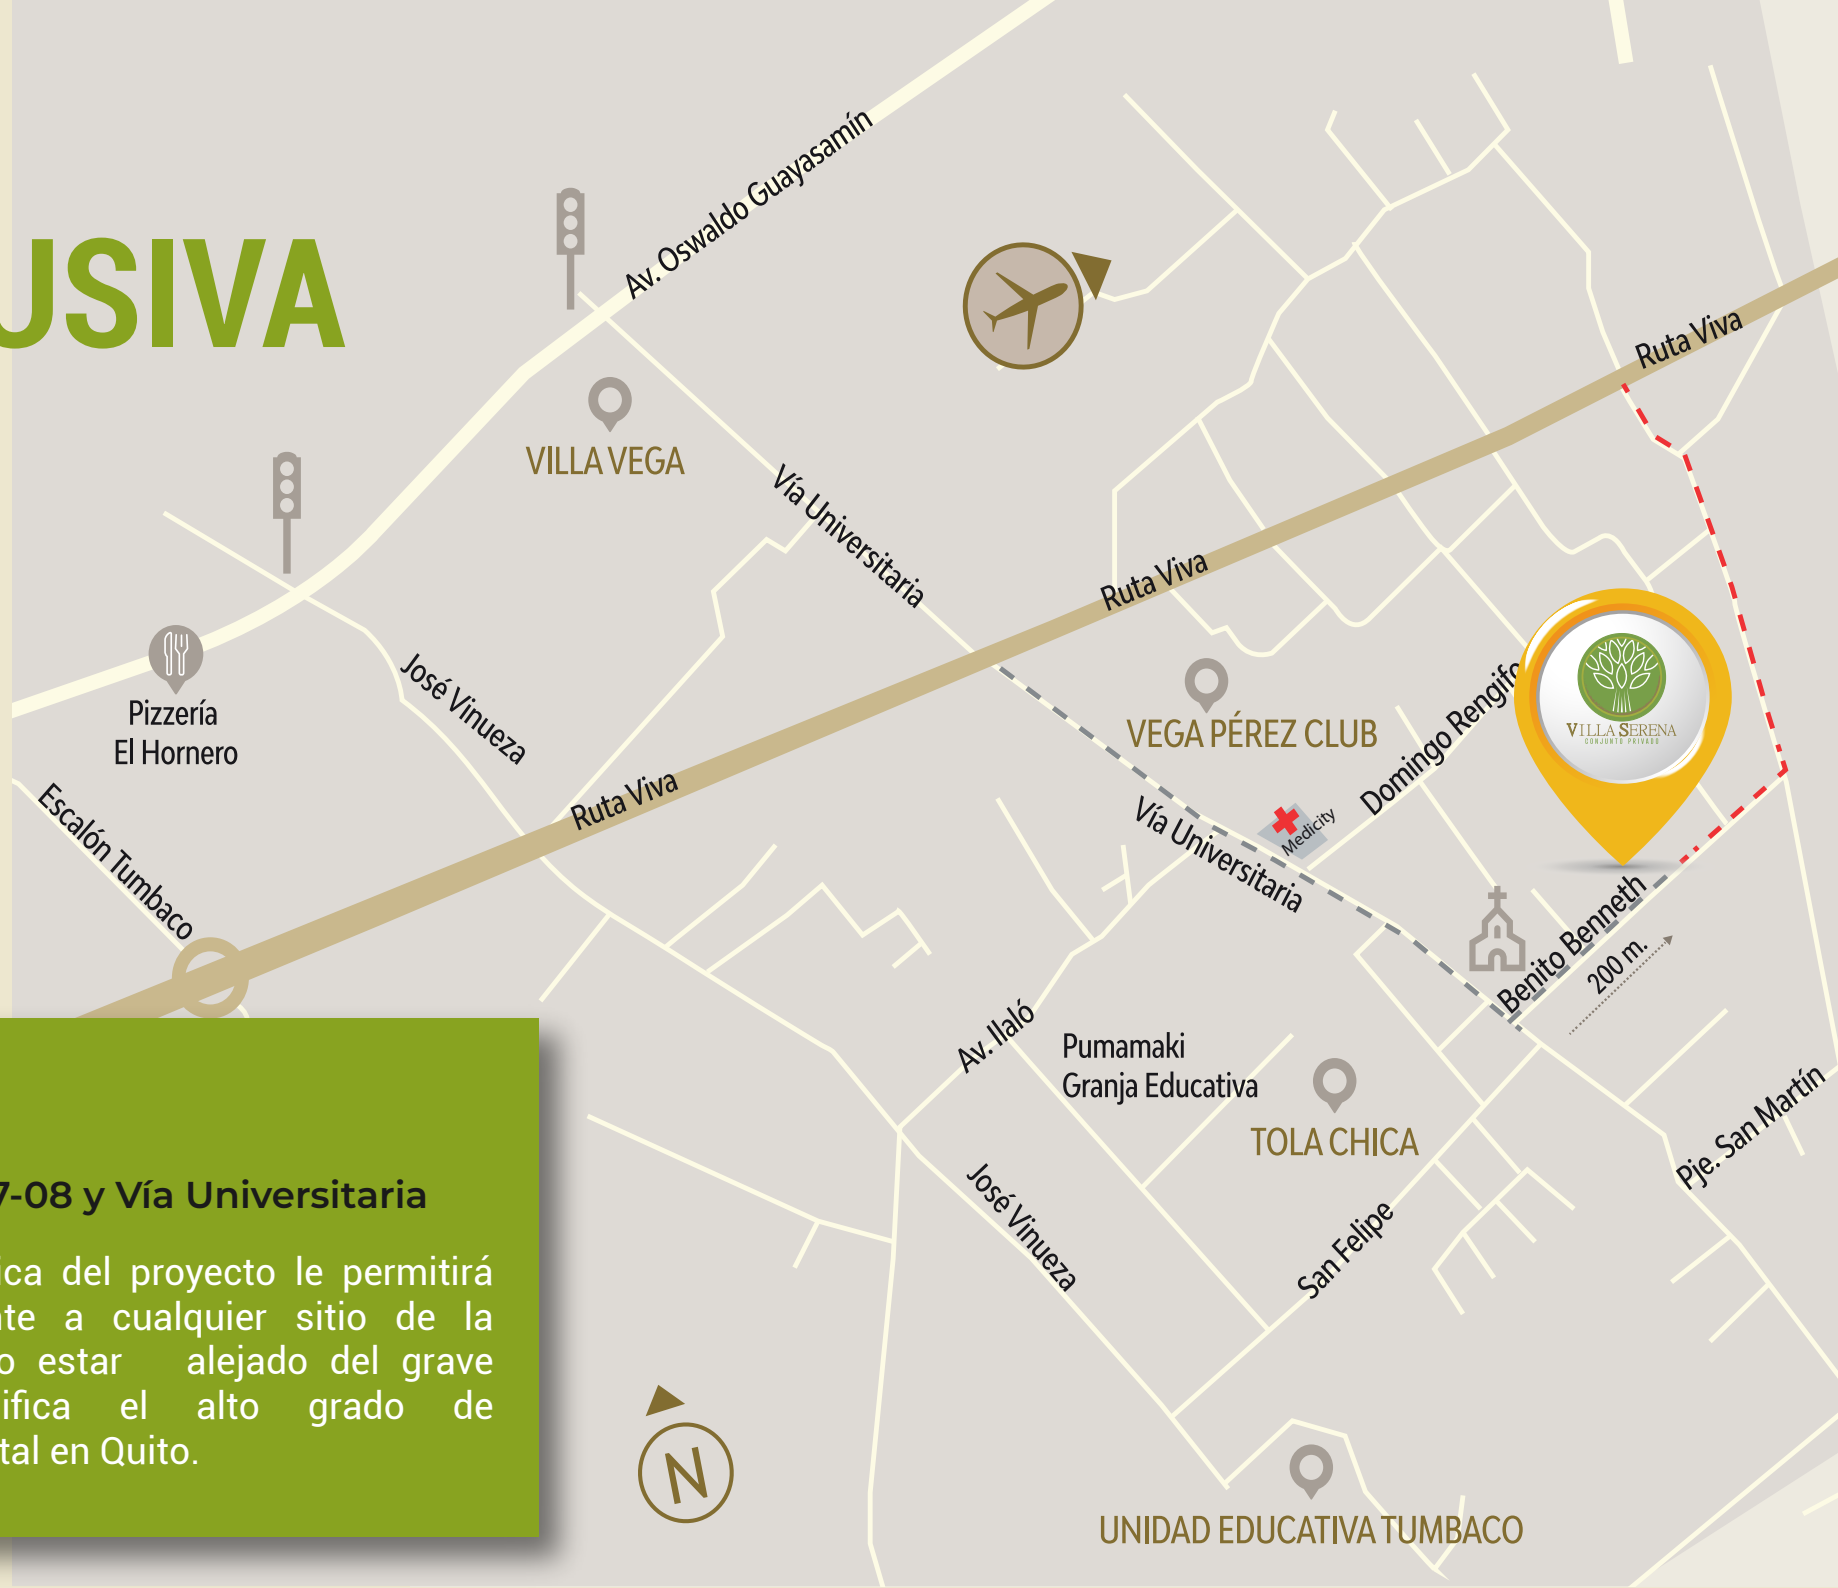 USIVA
Av. Oswaldo Guayasamín
VILLA VEGA
Vía Universitaria
Ruta Viva
Ruta Viva
Pizzería
El Hornero
José Vinueza
Escalón Tumbaco
Ruta Viva
VEGA PÉREZ CLUB
Domingo Rengifo
VILLA SERENA
CONJUNTO PRIVADO
Medicity
Vía Universitaria
Benito Benneth
200 m.
Av. Ilaló
Pumamaki
Granja Educativa
TOLA CHICA
Pje. San Martín
José Vinueza
San Felipe
7-08 y Vía Universitaria
ica del proyecto le permitirá
nte a cualquier sitio de la
o estar alejado del grave
ifica el alto grado de
tal en Quito.
N
UNIDAD EDUCATIVA TUMBACO